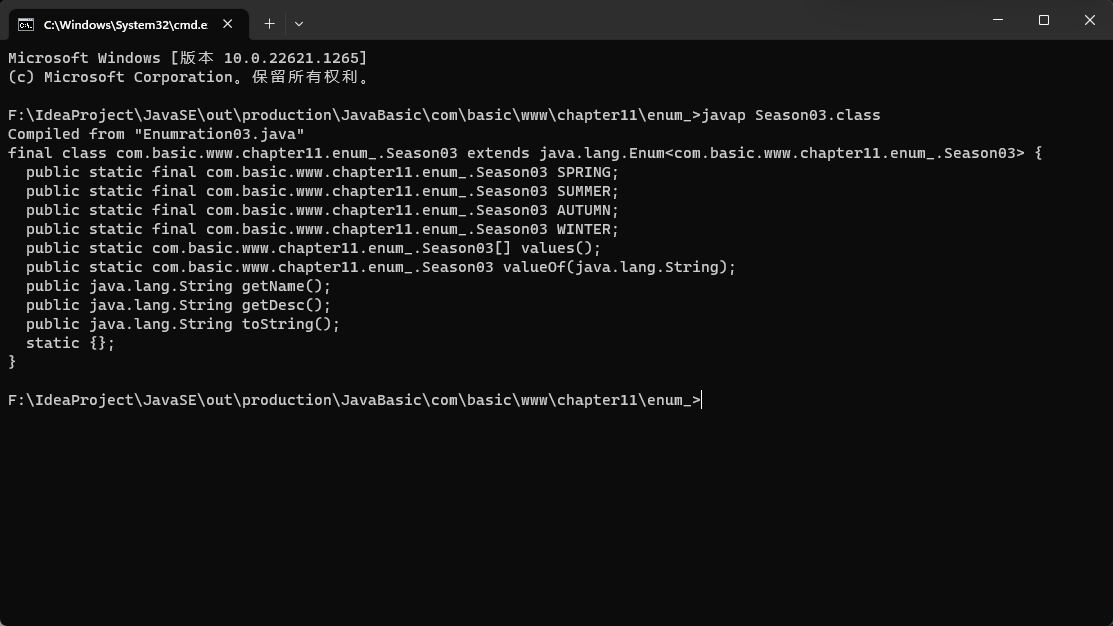 C:\Windows\System32\cmd.e
Microsoft Windows [版本 10.0.22621.1265]
(c) Microsoft Corporation。保留所有权利。
F:\IdeaProject\JavaSE\out\production\JavaBasic\com\basic\www\chapter11\enum_>javap Season03.class
Compiled from "Enumration03.java"
final class com.basic.www.chapter11.enum_.Season03 extends java.lang.Enum<com.basic.www.chapter11.enum_.Season03> {
  public static final com.basic.www.chapter11.enum_.Season03 SPRING;
  public static final com.basic.www.chapter11.enum_.Season03 SUMMER;
  public static final com.basic.www.chapter11.enum_.Season03 AUTUMN;
  public static final com.basic.www.chapter11.enum_.Season03 WINTER;
  public static com.basic.www.chapter11.enum_.Season03[] values();
  public static com.basic.www.chapter11.enum_.Season03 valueOf(java.lang.String);
  public java.lang.String getName();
  public java.lang.String getDesc();
  public java.lang.String toString();
  static {};
}
F:\IdeaProject\JavaSE\out\production\JavaBasic\com\basic\www\chapter11\enum_>